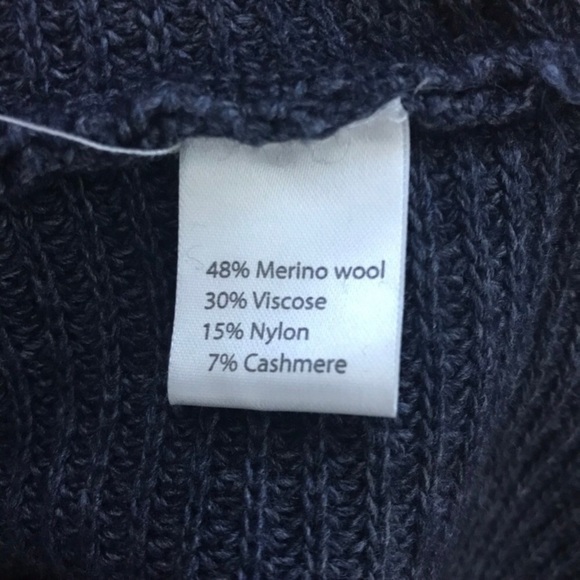 48% Merino wool
30% Viscose
15% Nylon
7% Cashmere